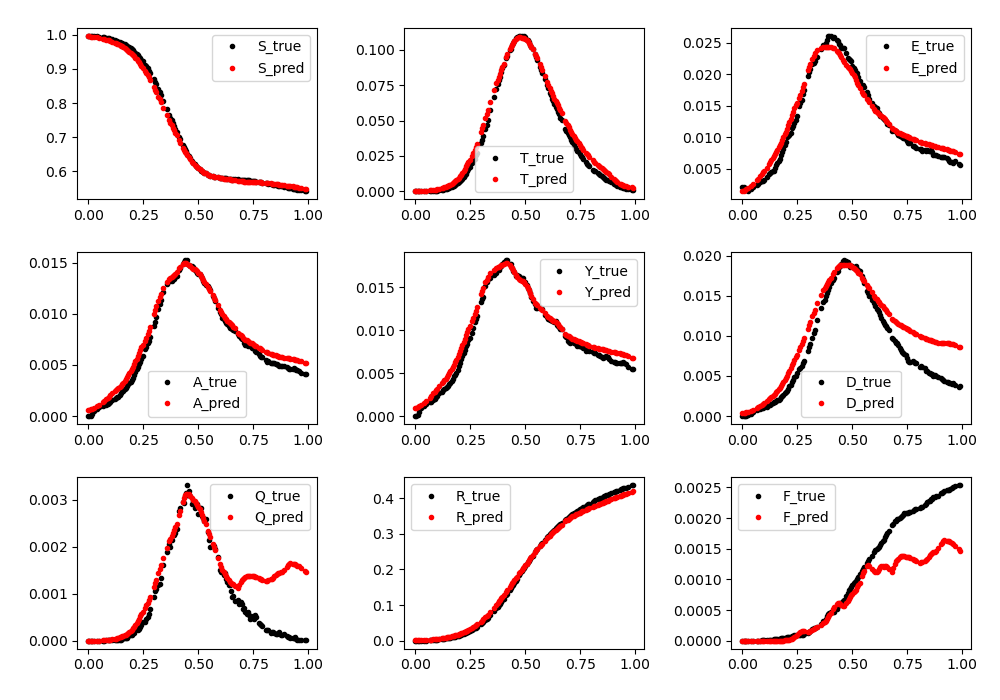 1.0
0.9
0.8
0.7
0.6
0.00 0.25 0.50 0.75 1.00
S_true
S_pred
0.100
0.075
0.050
0.025
0.000
0.00 0.25 0.50 0.75 1.00
T_true
T_pred
0.025
0.020
0.015
0.010
0.005
0.00 0.25 0.50 0.75 1.00
E_true
E_pred
0.015
0.010
0.005
0.000
0.00 0.25 0.50 0.75 1.00
A_true
A_pred
0.015
0.010
0.005
0.000
0.00 0.25 0.50 0.75 1.00
Y_true
Y_pred
0.020
0.015
0.010
0.005
0.000
0.00 0.25 0.50 0.75 1.00
D_true
D_pred
0.003
0.002
0.001
0.000
0.00 0.25 0.50 0.75 1.00
Q_true
Q_pred
0.4
0.3
0.2
0.1
0.0
0.00 0.25 0.50 0.75 1.00
R_true
R_pred
0.0025
0.0020
0.0015
0.0010
0.0005
0.0000
0.00 0.25 0.50 0.75 1.00
F_true
F_pred